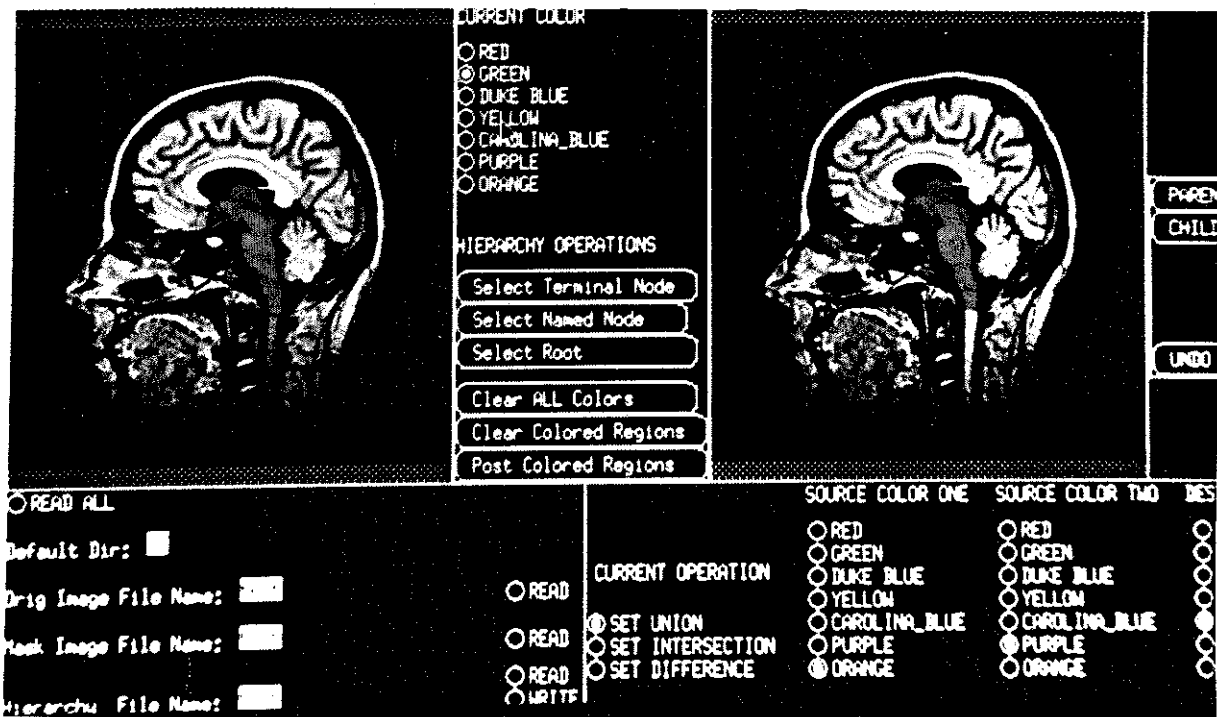 CURRENT COLOR
RED
GREEN
DUKE BLUE
YELLOW
CAROLINA_BLUE
PURPLE
ORANGE
HIERARCHY OPERATIONS
Select Terminal Node
Select Named Node
Select Root
Clear ALL Colors
Clear Colored Regions
Post Colored Regions
PAREN
CHILD
UNDO
READ ALL
Default Dir:
Orig Image File Name:
READ
Mask Image File Name:
READ
READ
WRITE
Hierarchy File Name:
CURRENT OPERATION
SET UNION
SET INTERSECTION
SET DIFFERENCE
SOURCE COLOR ONE
RED
GREEN
DUKE BLUE
YELLOW
CAROLINA_BLUE
PURPLE
ORANGE
SOURCE COLOR TWO
RED
GREEN
DUKE BLUE
YELLOW
CAROLINA_BLUE
PURPLE
ORANGE
DES